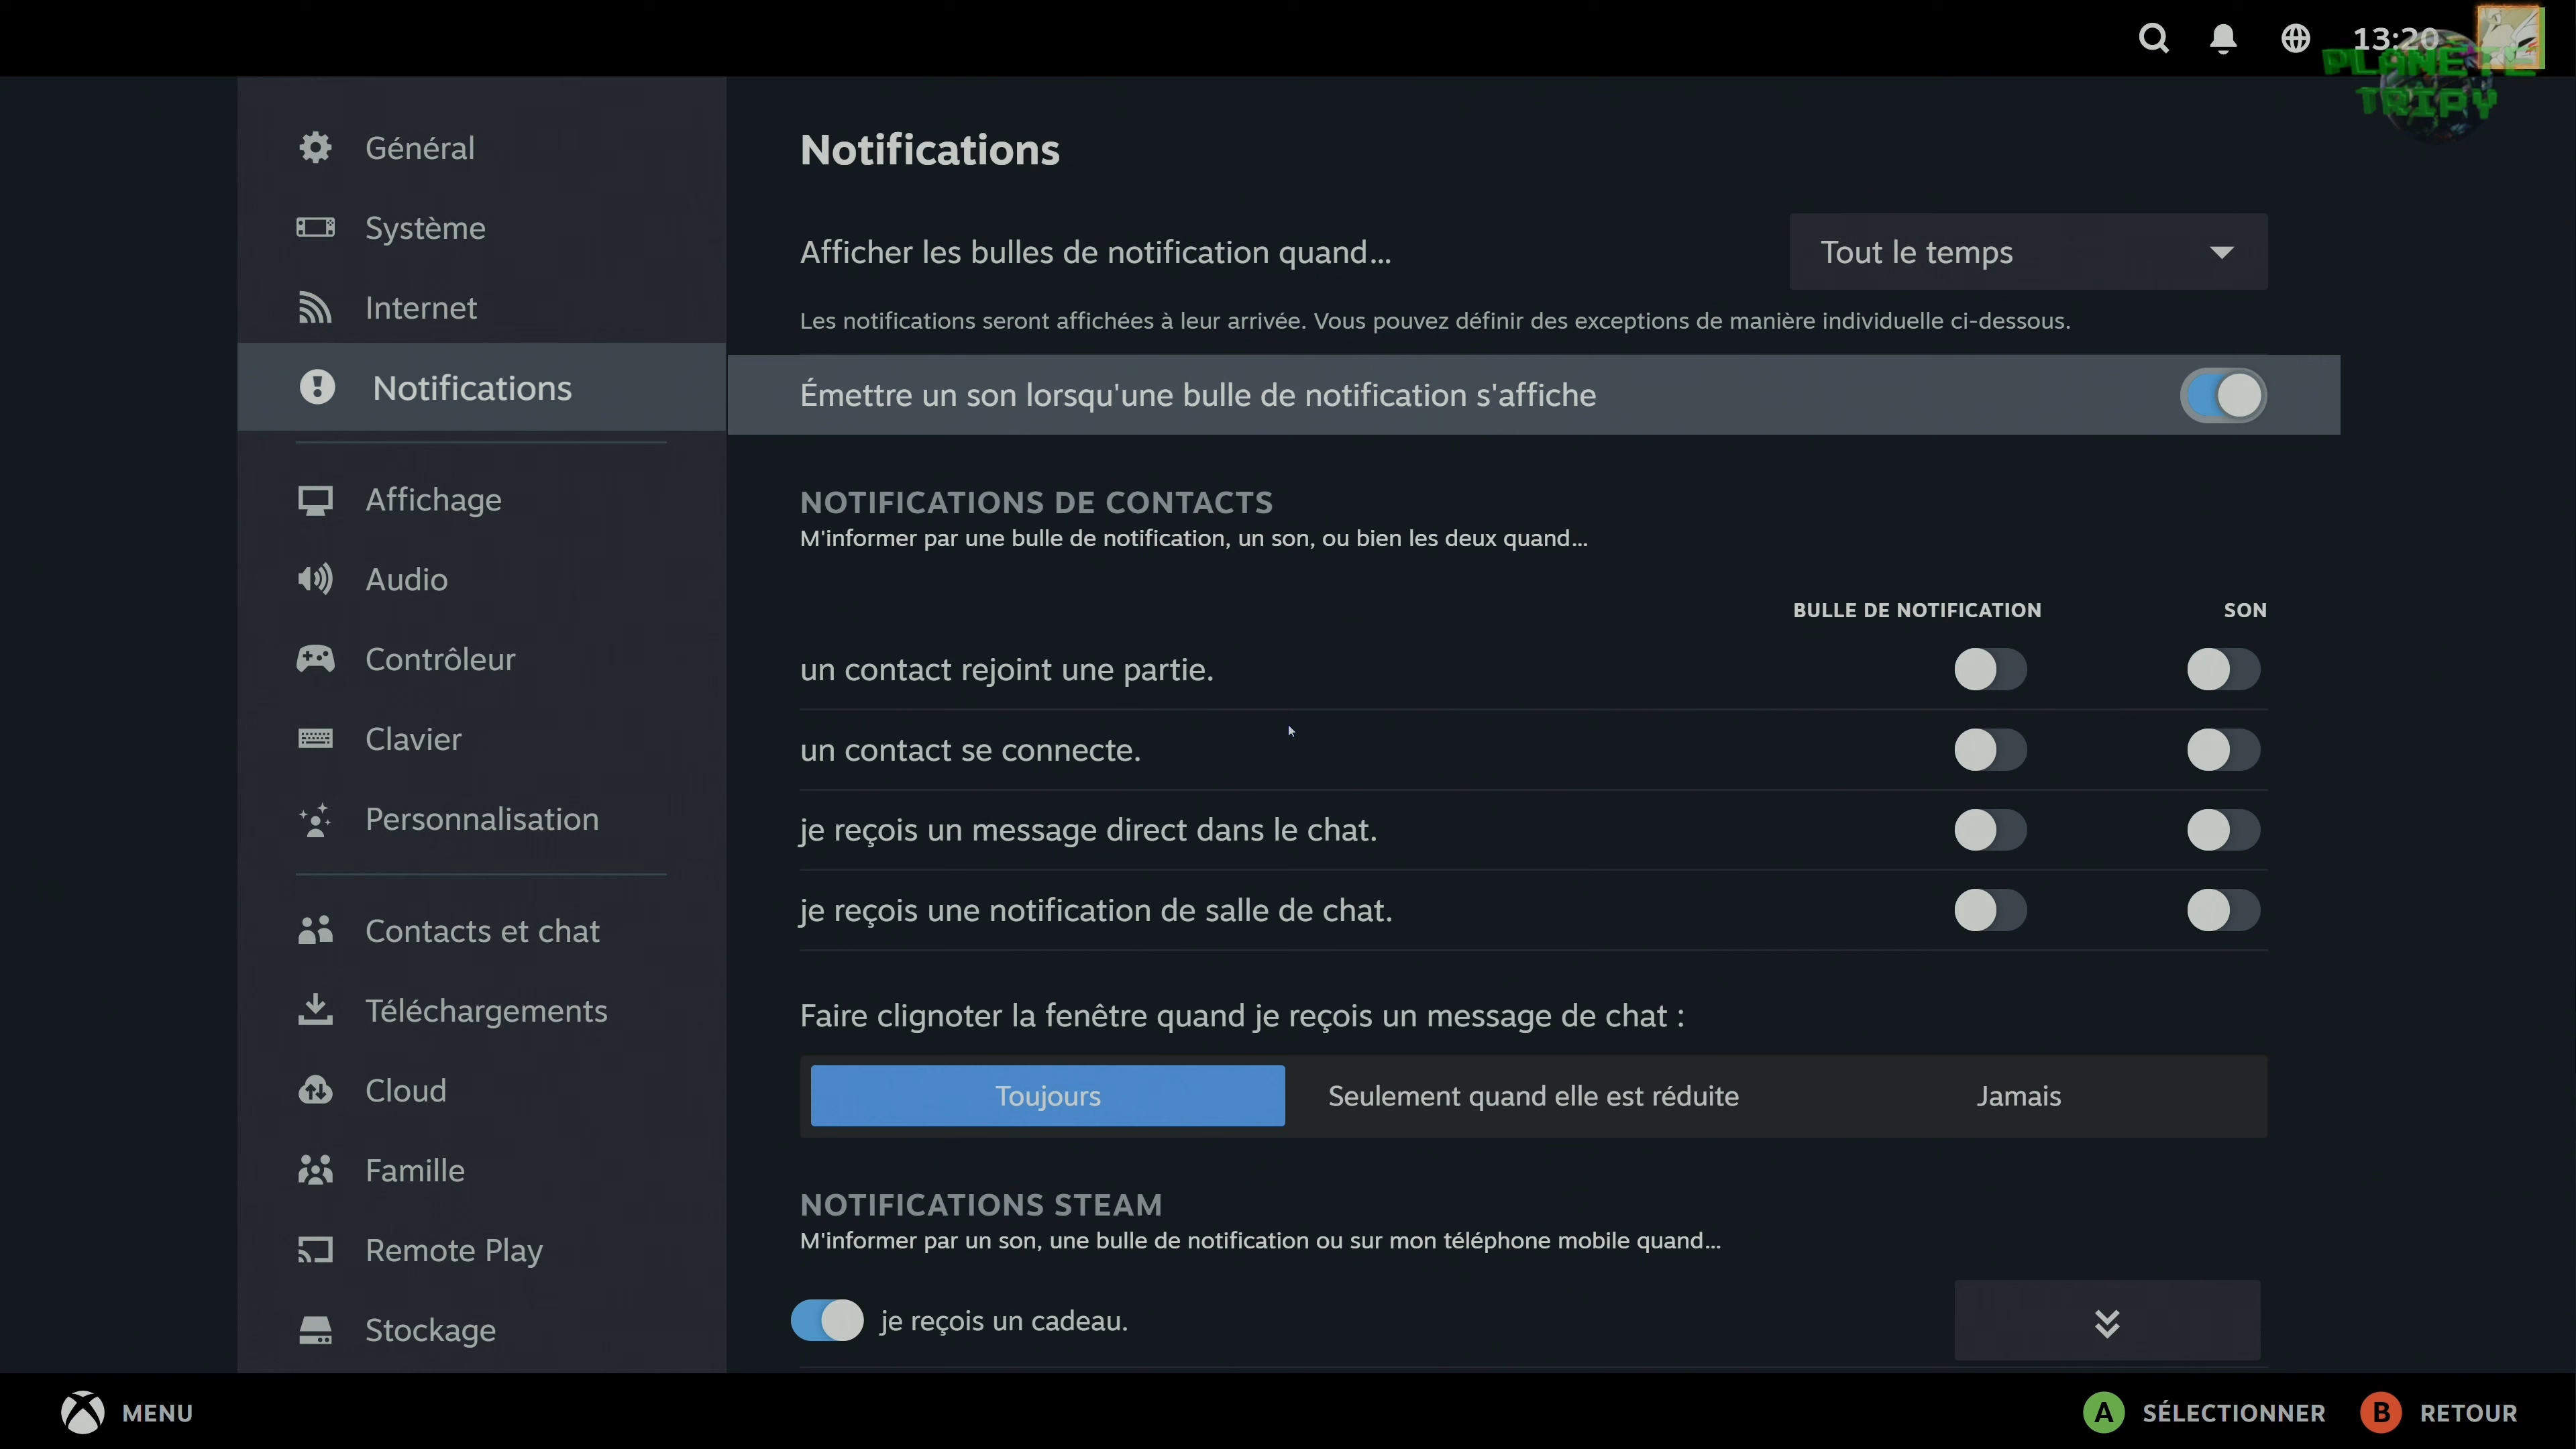 13:20
PLANETE
TRIPY
Général
Système
Internet
Notifications
Affichage
Audio
Contrôleur
Clavier
Personnalisation
Contacts et chat
Téléchargements
Cloud
Famille
Remote Play
Stockage
Notifications
Afficher les bulles de notification quand...
Tout le temps
Les notifications seront affichées à leur arrivée. Vous pouvez définir des exceptions de manière individuelle ci-dessous.
Émettre un son lorsqu'une bulle de notification s'affiche
NOTIFICATIONS DE CONTACTS
M'informer par une bulle de notification, un son, ou bien les deux quand...
BULLE DE NOTIFICATION SON
un contact rejoint une partie.
un contact se connecte.
je reçois un message direct dans le chat.
je reçois une notification de salle de chat.
Faire clignoter la fenêtre quand je reçois un message de chat :
Toujours Seulement quand elle est réduite Jamais
NOTIFICATIONS STEAM
M'informer par un son, une bulle de notification ou sur mon téléphone mobile quand...
je reçois un cadeau.
MENU
A SÉLECTIONNER B RETOUR